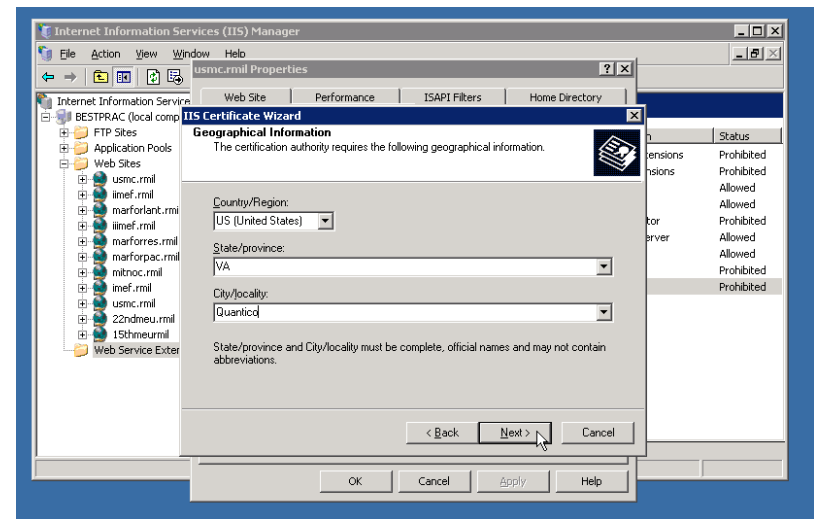 Internet Information Services (IIS) Manager
File Action View Window Help
usmc.rmil Properties
Web Site Performance ISAPI Filters Home Directory
Internet Information Service
BESTPRAC (local comp
FTP Sites
Application Pools
Web Sites
usmc.rmil
iimef.rmil
marforlant.rmi
iiimef.rmil
marforres.rmil
marforpac.rmil
mitnoc.rmil
imef.rmil
usmc.rmil
22ndmeu.rmil
15thmeurmil
Web Service Exter
IIS Certificate Wizard
Geographical Information
The certification authority requires the following geographical information.
Country/Region:
US (United States)
State/province:
VA
City/locality:
Quantico
State/province and City/locality must be complete, official names and may not contain
abbreviations.
< Back Next > Cancel
OK Cancel Apply Help
n Status
tensions Prohibited
nsions Prohibited
Allowed
Allowed
tor Prohibited
erver Allowed
Allowed
Prohibited
Prohibited